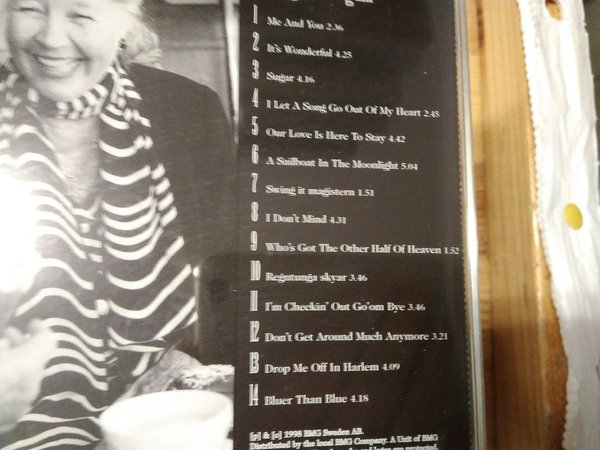 1 Me And You 2.36
2 It's Wonderful 4.25
3 Sugar 4.16
4 I Let A Song Go Out Of My Heart 2.45
5 Our Love Is Here To Stay 4.42
6 A Sailboat In The Moonlight 5.04
7 Swing it magistern 1.51
8 I Don't Mind 4.31
9 Who's Got The Other Half Of Heaven 1.52
10 Regntunga skyar 3.46
11 I'm Checkin' Out Go'om Bye 3.46
12 Don't Get Around Much Anymore 3.21
13 Drop Me Off In Harlem 4.09
14 Bluer Than Blue 4.18
[p] & [c] 1998 BMG Sweden AB.
Distributed by the local BMG Company. A Unit of BMG